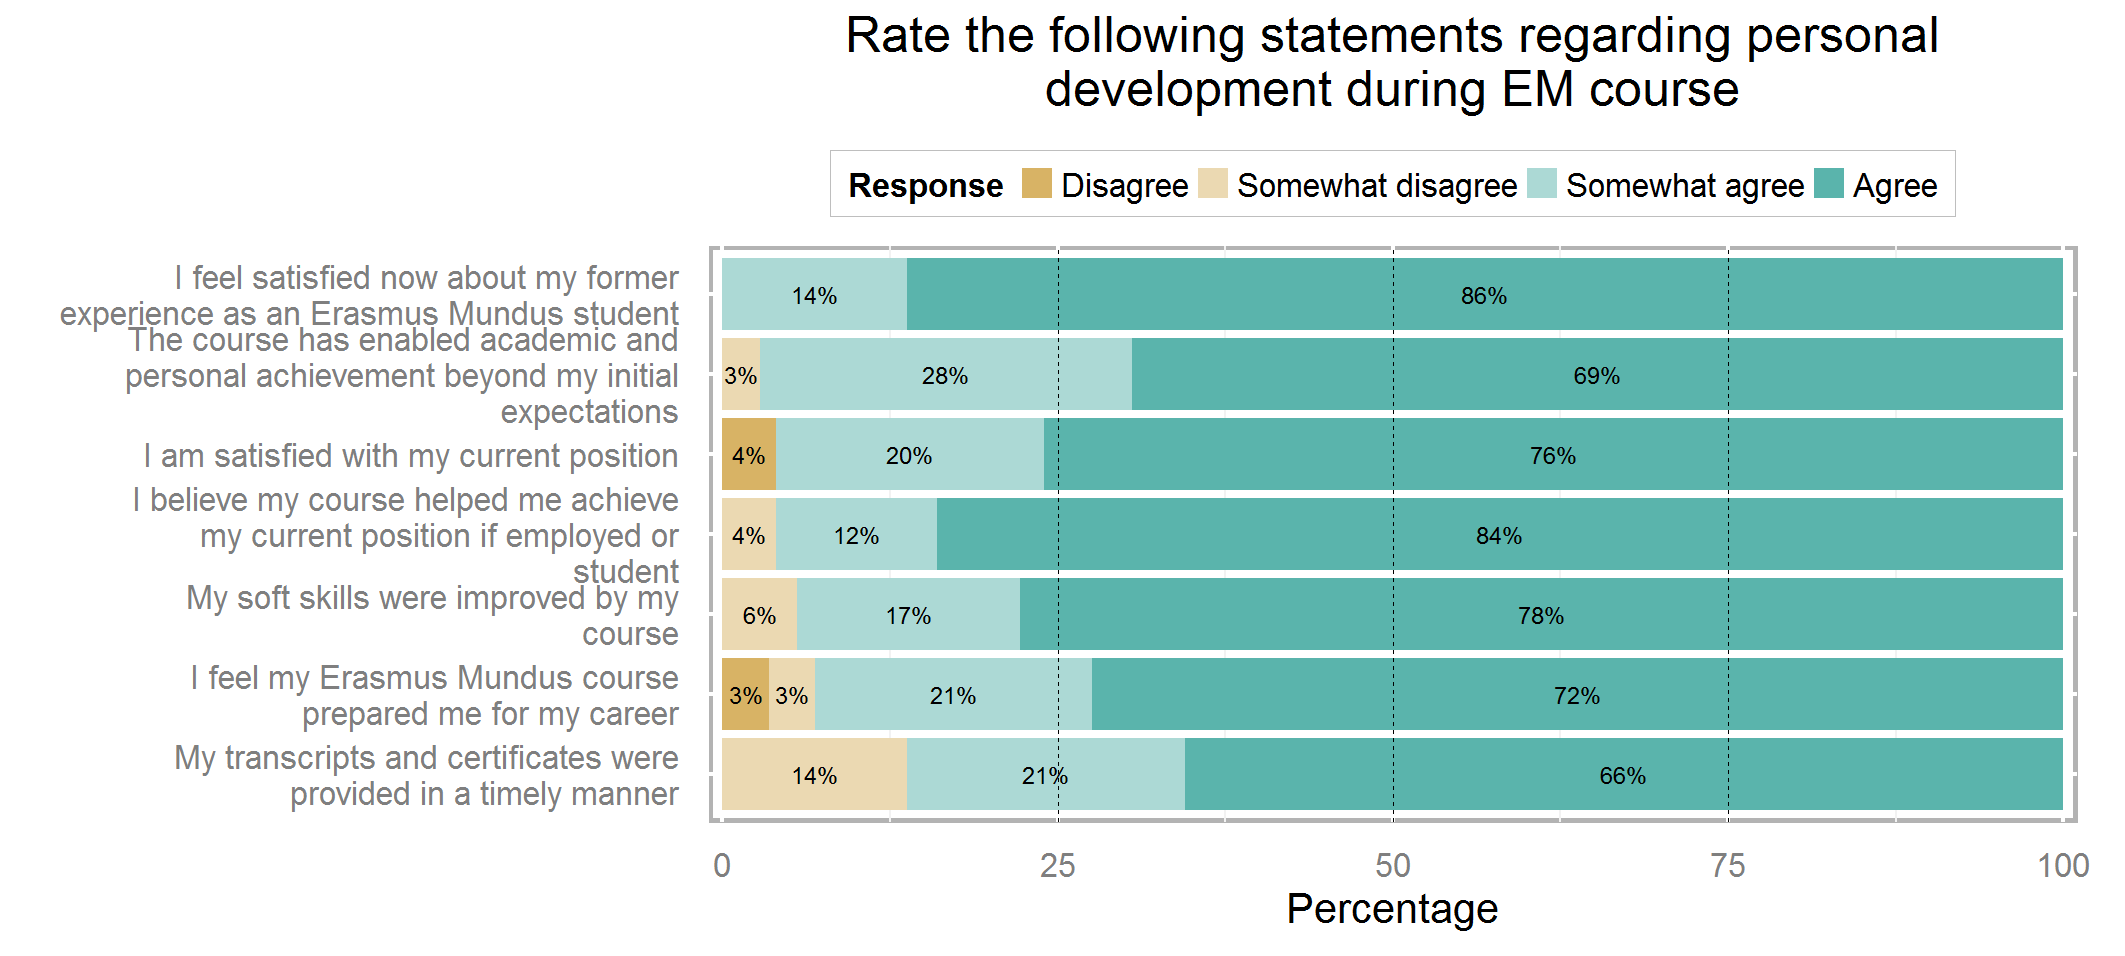 Rate the following statements regarding personal
development during EM course
Response Disagree Somewhat disagree Somewhat agree Agree
I feel satisfied now about my former
experience as an Erasmus Mundus student
14% 86%
The course has enabled academic and
personal achievement beyond my initial
expectations
3% 28% 69%
I am satisfied with my current position
4% 20% 76%
I believe my course helped me achieve
my current position if employed or
student
4% 12% 84%
My soft skills were improved by my
course
6% 17% 78%
I feel my Erasmus Mundus course
prepared me for my career
3% 3% 21% 72%
My transcripts and certificates were
provided in a timely manner
14% 21% 66%
0 25 50 75 100
Percentage